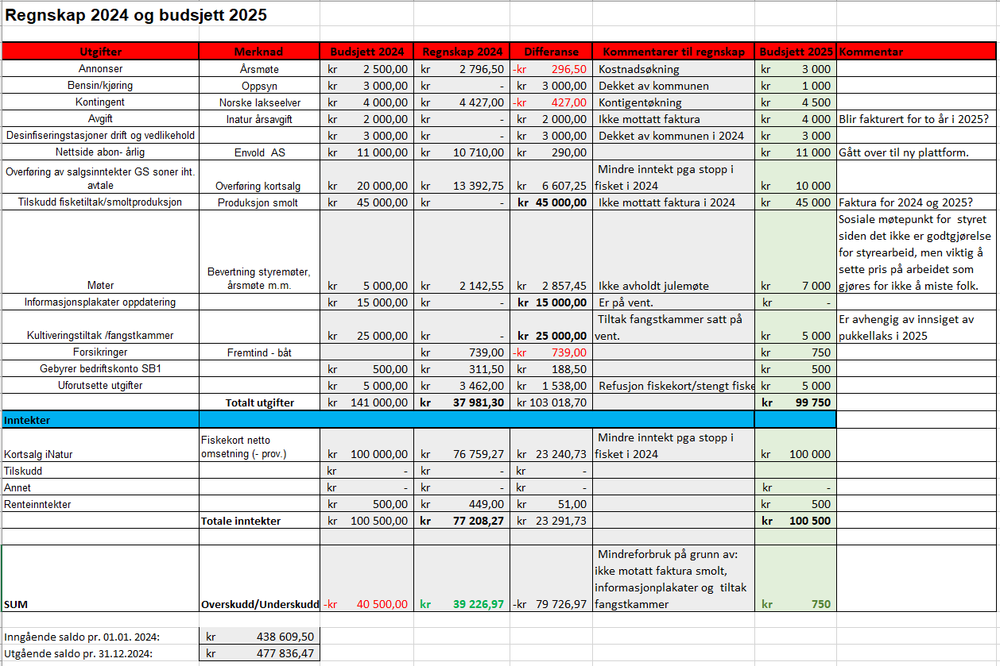 Regnskap 2024 og budsjett 2025
Utgifter Merknad Budsjett 2024 Regnskap 2024 Differanse Kommentarer til regnskap Budsjett 2025 Kommentar
Annonser Årsmøte kr 2 500,00 kr 2 796,50 -kr 296,50 Kostnadsøkning kr 3 000
Bensin/kjøring Oppsyn kr 3 000,00 kr - kr 3 000,00 Dekket av kommunen kr 1 000
Kontingent Norske lakseelver kr 4 000,00 kr 4 427,00 -kr 427,00 Kontigentøkning kr 4 500
Avgift Inatur årsavgift kr 2 000,00 kr - kr 2 000,00 Ikke mottatt faktura kr 4 000 Blir fakturert for to år i 2025?
Desinfiseringstasjoner drift og vedlikehold kr 3 000,00 kr - kr 3 000,00 Dekket av kommunen i 2024 kr 3 000
Nettside abon- årlig Envold AS kr 11 000,00 kr 10 710,00 kr 290,00 kr 11 000 Gått over til ny plattform.
Overføring av salgsinntekter GS soner iht. Mindre inntekt pga stopp i
avtale Overføring kortsalg kr 20 000,00 kr 13 392,75 kr 6 607,25 fisket i 2024 kr 10 000
Tilskudd fisketiltak/smoltproduksjon Produksjon smolt kr 45 000,00 kr - kr 45 000,00 Ikke mottatt faktura i 2024 kr 45 000 Faktura for 2024 og 2025?
Sosiale møtepunkt for styret
siden det ikke er godtgjørelse
for styrearbeid, men viktig å
Bevertning styremøter, sette pris på arbeidet som
Møter årsmøte m.m. kr 5 000,00 kr 2 142,55 kr 2 857,45 Ikke avholdt julemøte kr 7 000 gjøres for ikke å miste folk.
Informasjonsplakater oppdatering kr 15 000,00 kr - kr 15 000,00 Er på vent. kr -
Tiltak fangstkammer satt på Er avhengig av innsiget av
Kultiveringstiltak /fangstkammer kr 25 000,00 kr - kr 25 000,00 vent. kr 5 000 pukkellaks i 2025
Forsikringer Fremtind - båt kr 739,00 -kr 739,00 kr 750
Gebyrer bedriftskonto SB1 kr 500,00 kr 311,50 kr 188,50 kr 500
Uforutsette utgifter kr 5 000,00 kr 3 462,00 kr 1 538,00 Refusjon fiskekort/stengt fiske kr 5 000
Totalt utgifter kr 141 000,00 kr 37 981,30 kr 103 018,70 kr 99 750
Inntekter
Fiskekort netto Mindre inntekt pga stopp i
Kortsalg iNatur omsetning (- prov.) kr 100 000,00 kr 76 759,27 kr 23 240,73 fisket i 2024 kr 100 000
Tilskudd kr - kr - kr -
Annet kr - kr - kr - kr -
Renteinntekter kr 500,00 kr 449,00 kr 51,00 kr 500
Totale inntekter kr 100 500,00 kr 77 208,27 kr 23 291,73 kr 100 500
Mindreforbruk på grunn av:
ikke motatt faktura smolt,
informasjonplakater og tiltak
SUM Overskudd/Underskudd -kr 40 500,00 kr 39 226,97 -kr 79 726,97 fangstkammer kr 750
Inngående saldo pr. 01.01. 2024: kr 438 609,50
Utgående saldo pr. 31.12.2024: kr 477 836,47